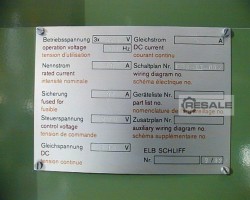 Betriebsspannung 3x V
operation voltage Hz
tension d'utilisation
Nennstrom A
rated current
intensité nominale
Sicherung A
fused for
fusible
Steuerspannung V
control voltage
tension de commande
Gleichspannung V
DC
tension continue
Gleichstrom A
DC current
courant continu
Schaltplan Nr.
wiring diagram no.
schéma électrique no.
Geräteliste Nr.
part list no.
nomenclature
Zusatzplan Nr.
auxiliary wiring diagram no.
schéma supplémentaire no.
ELB SCHLIFF
Nr.
RESALE